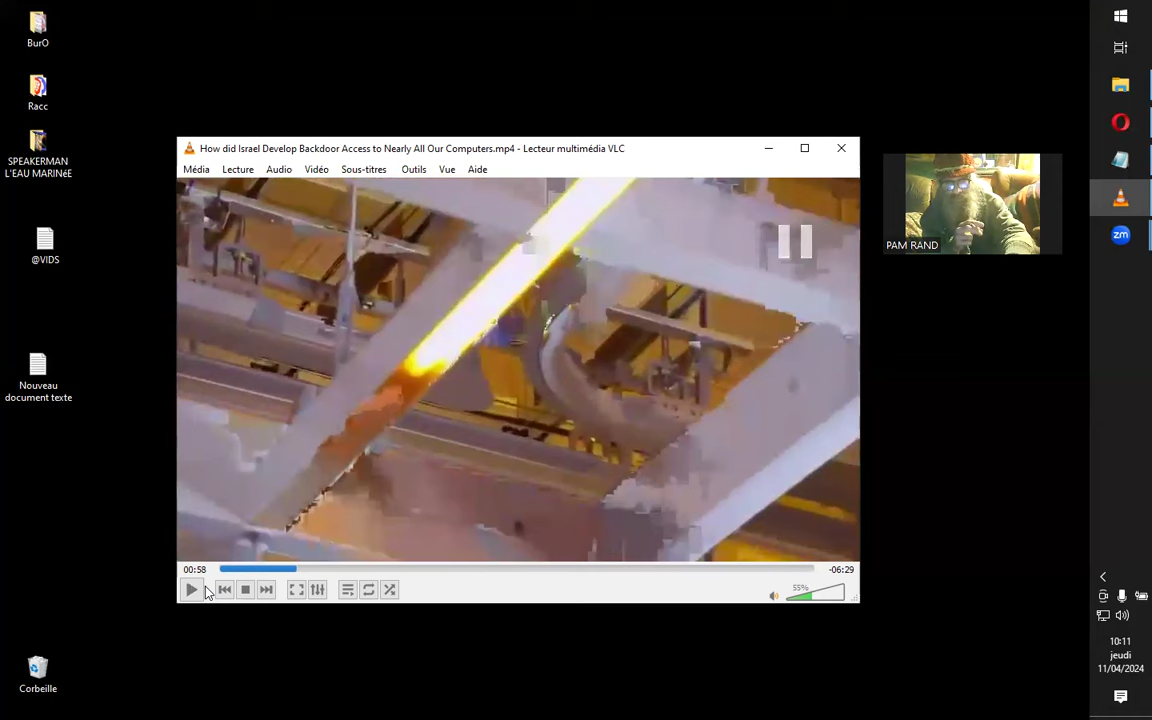 BurO
Racc
SPEAKERMAN
L'EAU MARINéE
@VIDS
Nouveau
document texte
Corbeille
How did Israel Develop Backdoor Access to Nearly All Our Computers.mp4 - Lecteur multimédia VLC
Média Lecture Audio Vidéo Sous-titres Outils Vue Aide
00:58 -06:29
55%
PAM RAND
zm
10:11
jeudi
11/04/2024